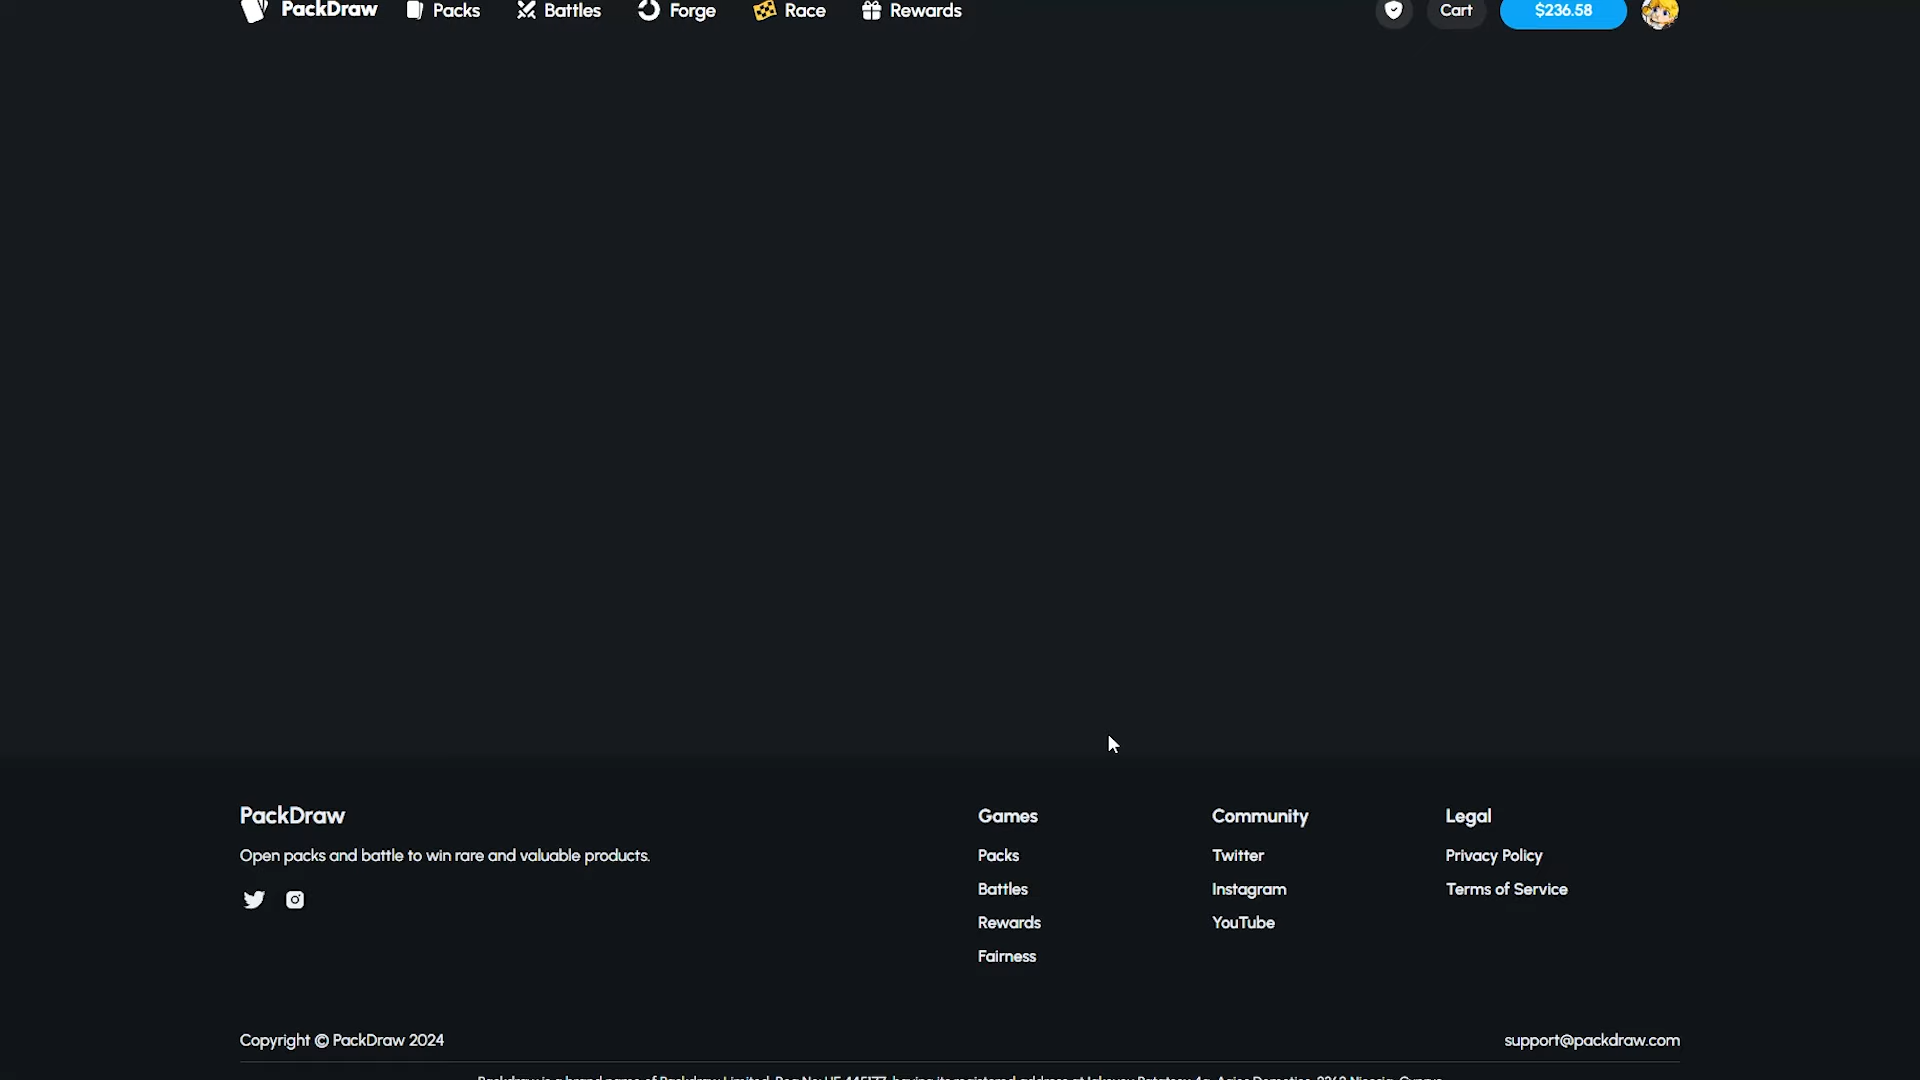 PackDraw Packs Battles Forge Race Rewards Cart $236.58
PackDraw
Open packs and battle to win rare and valuable products.
Games
Packs
Battles
Rewards
Fairness
Community
Twitter
Instagram
YouTube
Legal
Privacy Policy
Terms of Service
Copyright © PackDraw 2024
support@packdraw.com